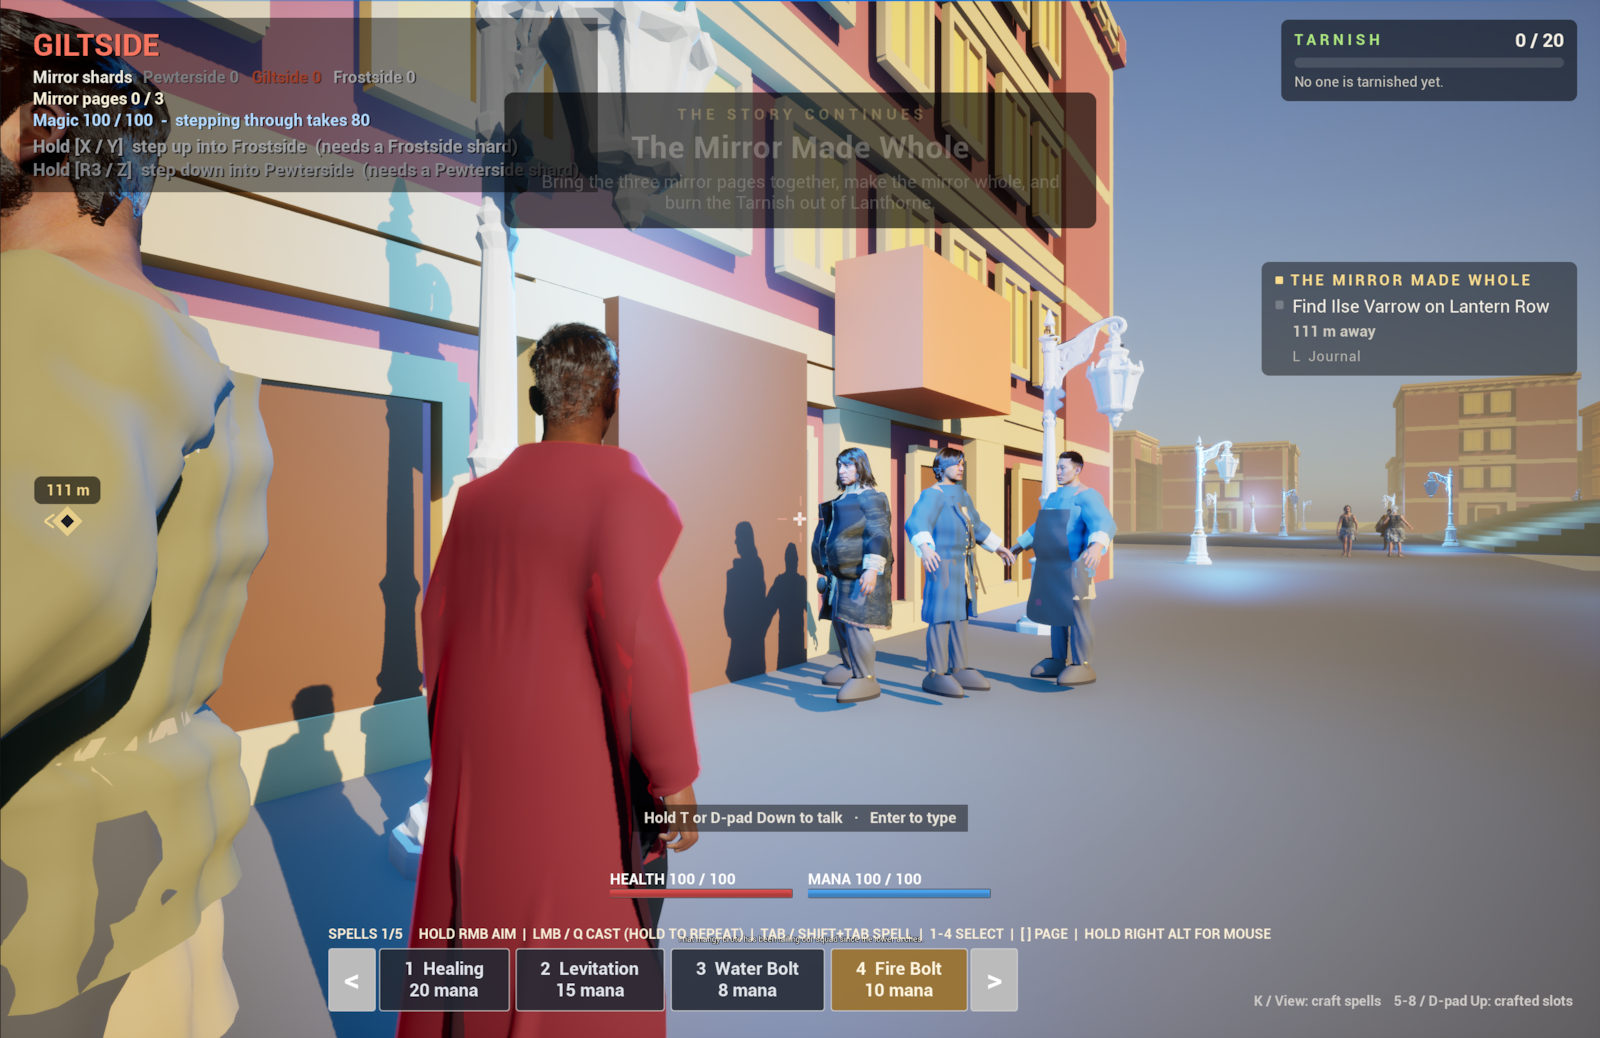 GILTSIDE
Mirror shards Pewterside 0 Giltside 0 Frostside 0
Mirror pages 0 / 3
Magic 100 / 100 - stepping through takes 80
Hold [X / Y] step up into Frostside (needs a Frostside shard)
Hold [R3 / Z] step down into Pewterside (needs a Pewterside shard)
THE STORY CONTINUES
The Mirror Made Whole
Bring the three mirror pages together, make the mirror whole, and
burn the Tarnish out of Lanthorne.
TARNISH 0 / 20
No one is tarnished yet.
THE MIRROR MADE WHOLE
Find Ilse Varrow on Lantern Row
111 m away
L Journal
111 m
Hold T or D-pad Down to talk · Enter to type
HEALTH 100 / 100 MANA 100 / 100
SPELLS 1/5 HOLD RMB AIM | LMB / Q CAST (HOLD TO REPEAT) | TAB / SHIFT+TAB SPELL | 1-4 SELECT | [ ] PAGE | HOLD RIGHT ALT FOR MOUSE
< 1 Healing 2 Levitation 3 Water Bolt 4 Fire Bolt >
20 mana 15 mana 8 mana 10 mana
K / View: craft spells 5-8 / D-pad Up: crafted slots